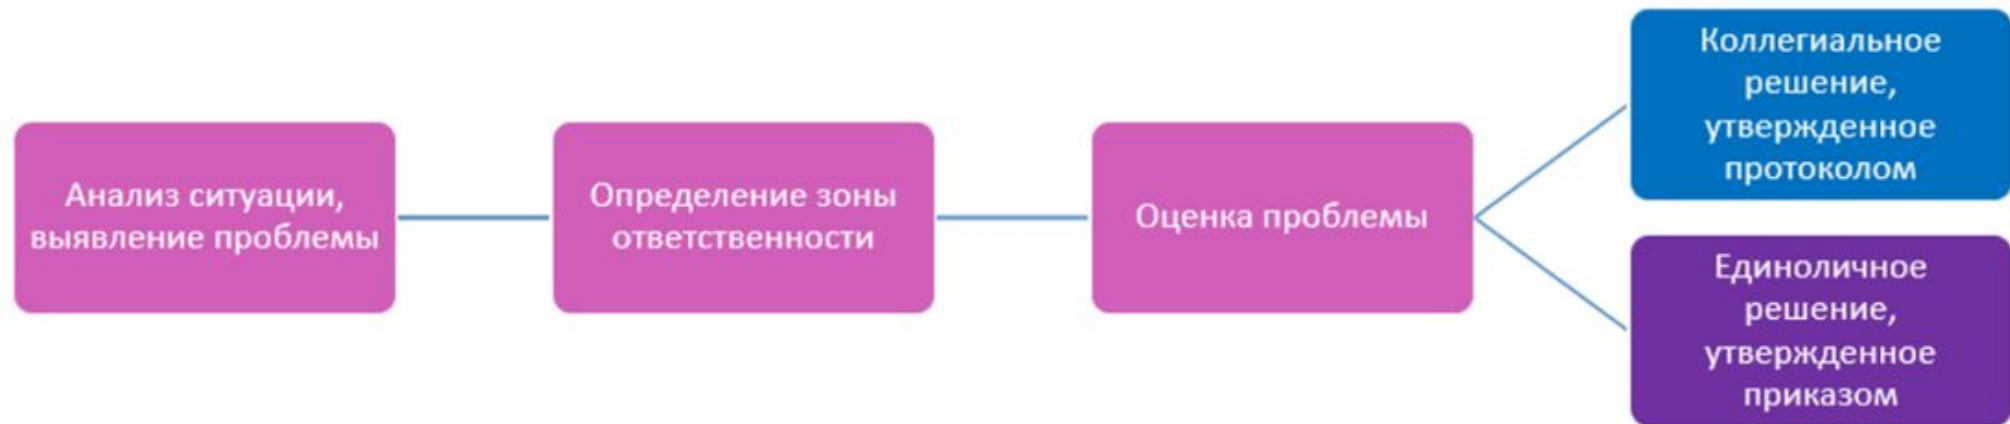 Анализ ситуации,
выявление проблемы
Определение зоны
ответственности
Оценка проблемы
Коллегиальное
решение,
утвержденное
протоколом
Единоличное
решение,
утвержденное
приказом